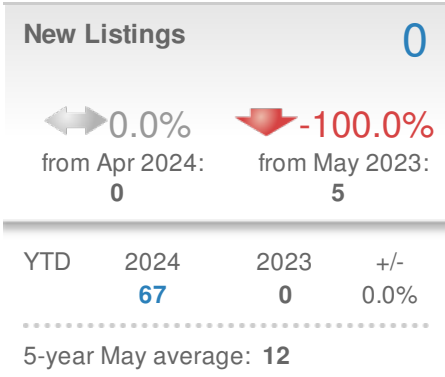 New Listings 0
0.0% -100.0%
from Apr 2024: from May 2023:
0 5
YTD 2024 2023 +/-
67 0 0.0%
5-year May average: 12